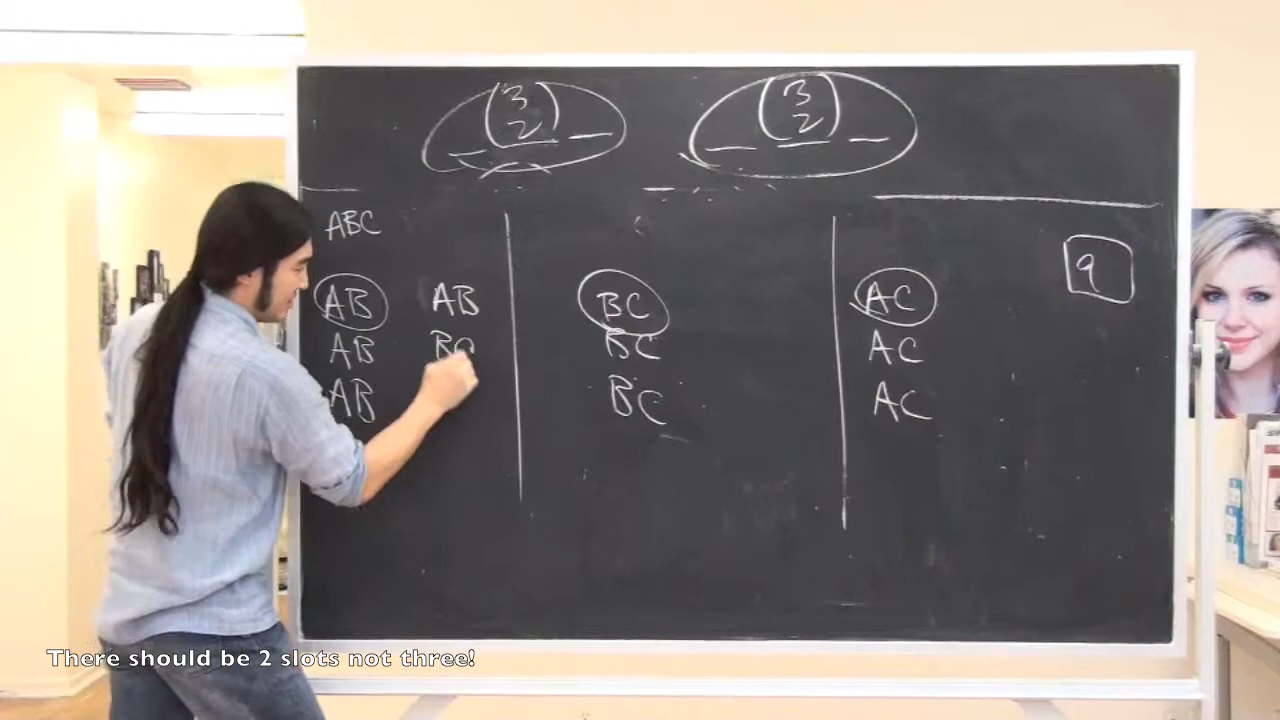 3 3
2 2
ABC
9
AB AB BC AC
AB BC AC
AB BC AC
There should be 2 slots not three!